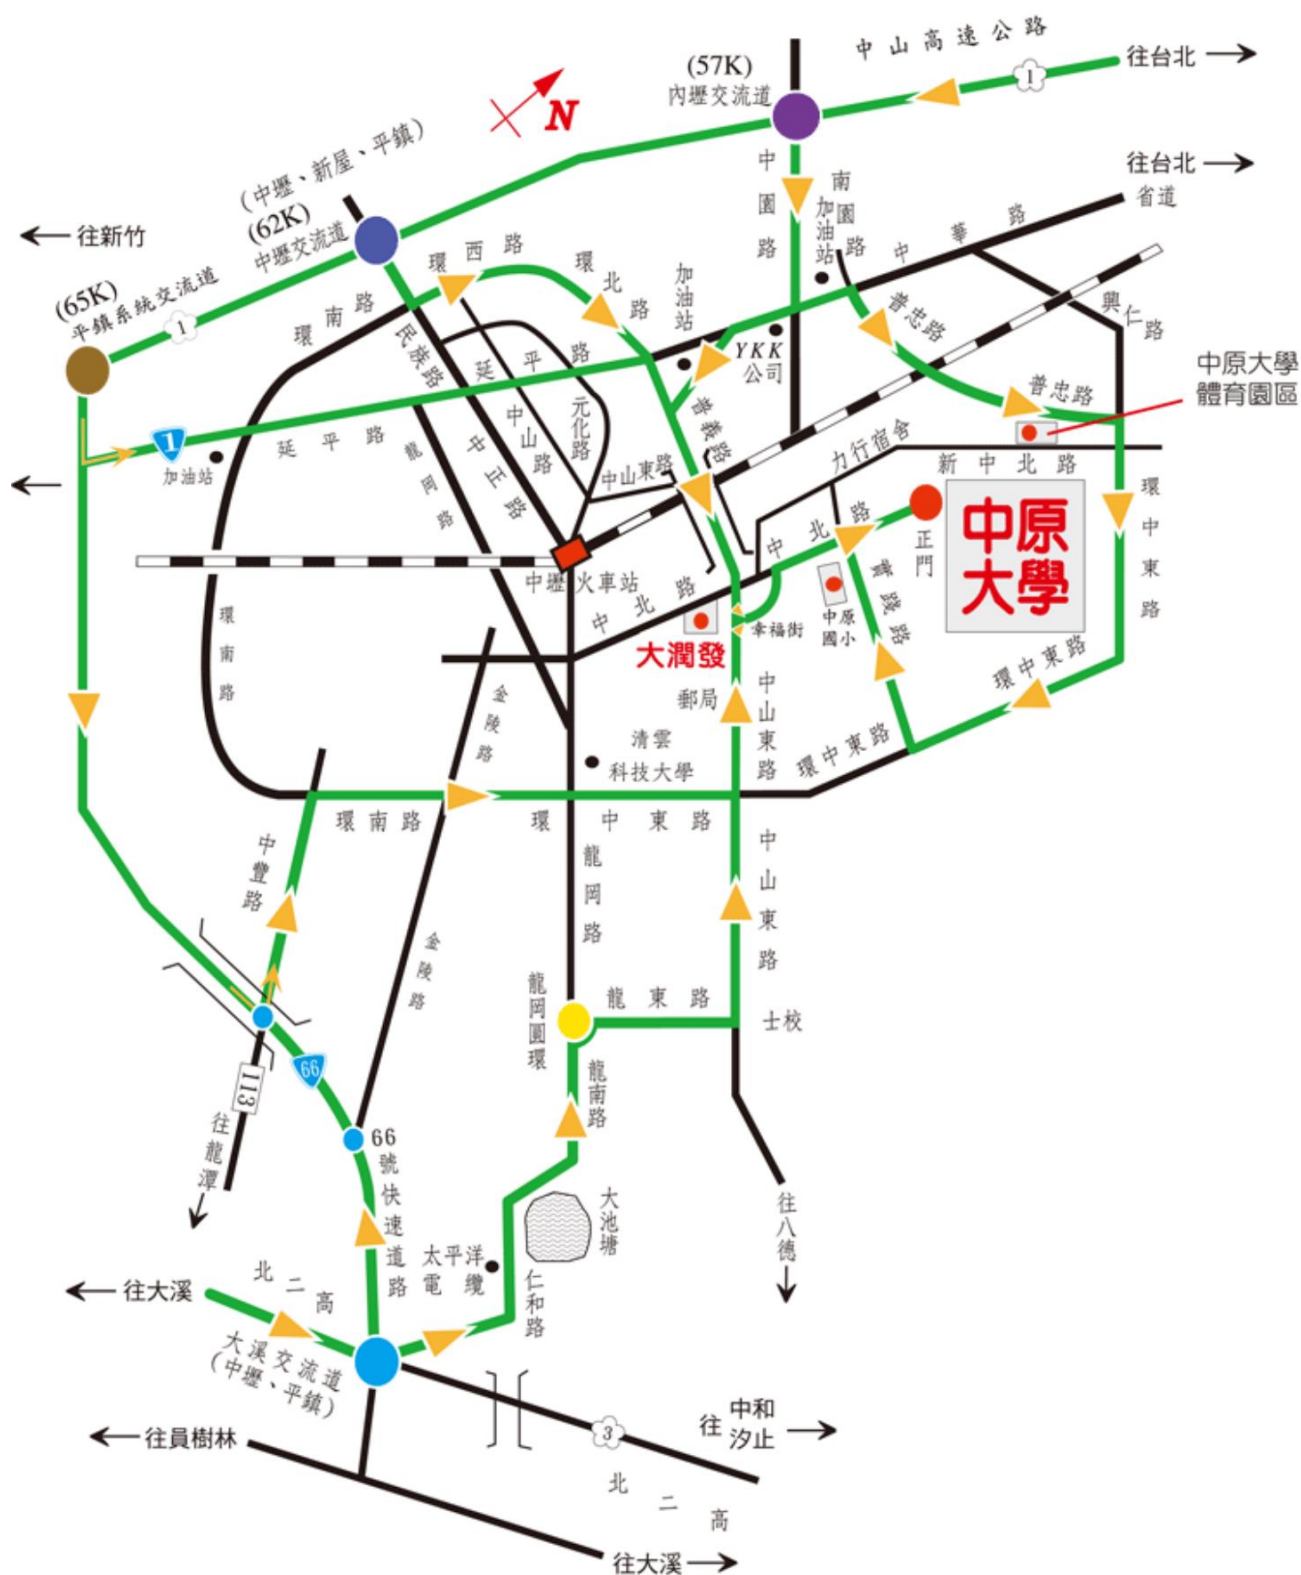 中山高速公路
往台北
1
(57K)
內壢交流道
N
往台北
省道
(中壢、新屋、平鎮)
(62K)
中壢交流道
往新竹
(65K)
平鎮系統交流道
1
環西路
環北路
加油站
中園路
南園路
加油站
中華路
興仁路
環南路
民族路
延平路
YKK
公司
普忠路
普忠路
中原大學
體育園區
1
加油站
延平路
龍岡路
中正路
中山路
元化路
中山東路
普義路
力行宿舍
新中北路
中北路
正門
中原
大學
環中東路
中壢火車站
中北路
大潤發
幸福街
中原
國小
實踐路
環南路
金陵路
郵局
中山東路
環中東路
環中東路
清雲
科技大學
環南路
環中東路
中豐路
龍岡路
中山東路
金陵路
龍岡圓環
龍東路
士校
66
113
往龍潭
龍南路
66
號快速道路
大池塘
往八德
太平洋
電纜
仁和路
往大溪
北二高
大溪交流道
(中壢、平鎮)
往員樹林
3
往
中和
汐止
北二高
往大溪